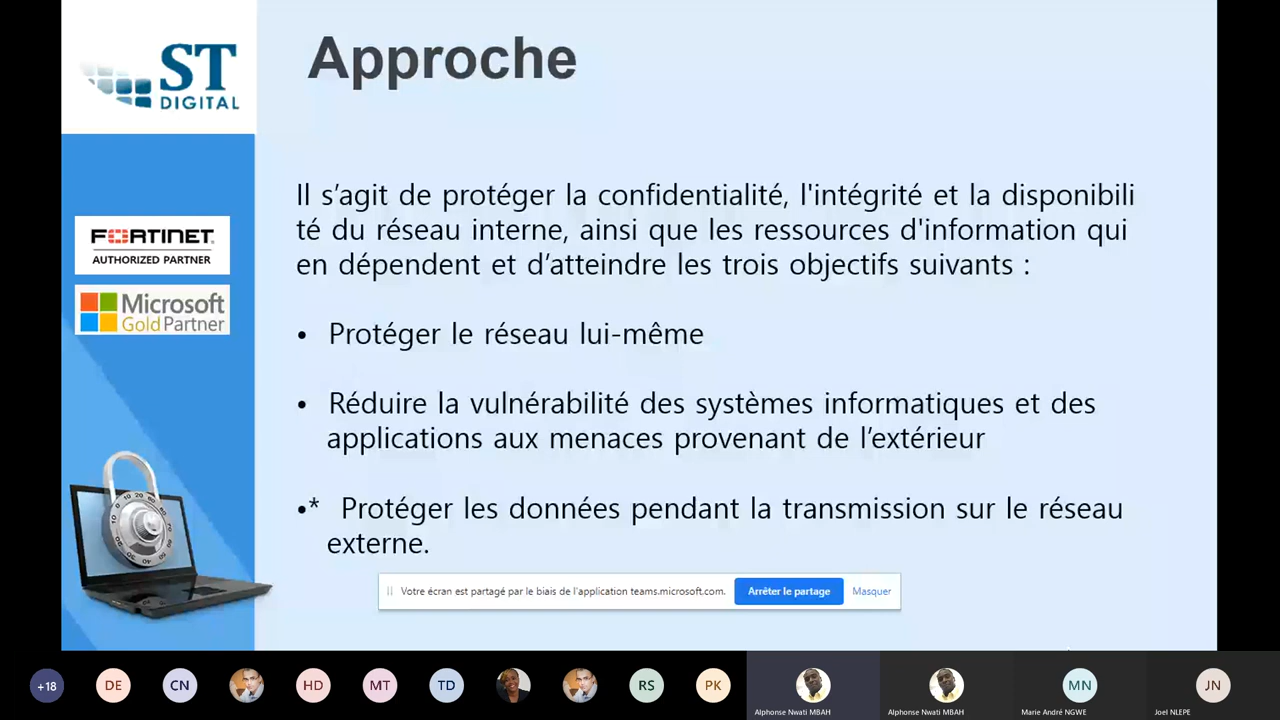 ST
DIGITAL
Approche
FORTINET
AUTHORIZED PARTNER
Microsoft
Gold Partner
Il s’agit de protéger la confidentialité, l'intégrité et la disponibili
té du réseau interne, ainsi que les ressources d'information qui
en dépendent et d’atteindre les trois objectifs suivants :
• Protéger le réseau lui-même
• Réduire la vulnérabilité des systèmes informatiques et des
applications aux menaces provenant de l’extérieur
•* Protéger les données pendant la transmission sur le réseau
externe.
Votre écran est partagé par le biais de l'application teams.microsoft.com. Arrêter le partage Masquer
+18 DE CN HD MT TD RS PK MN JN
Alphonse Nwati MBAH Alphonse Nwati MBAH Marie André NGWE Joel NLEPE